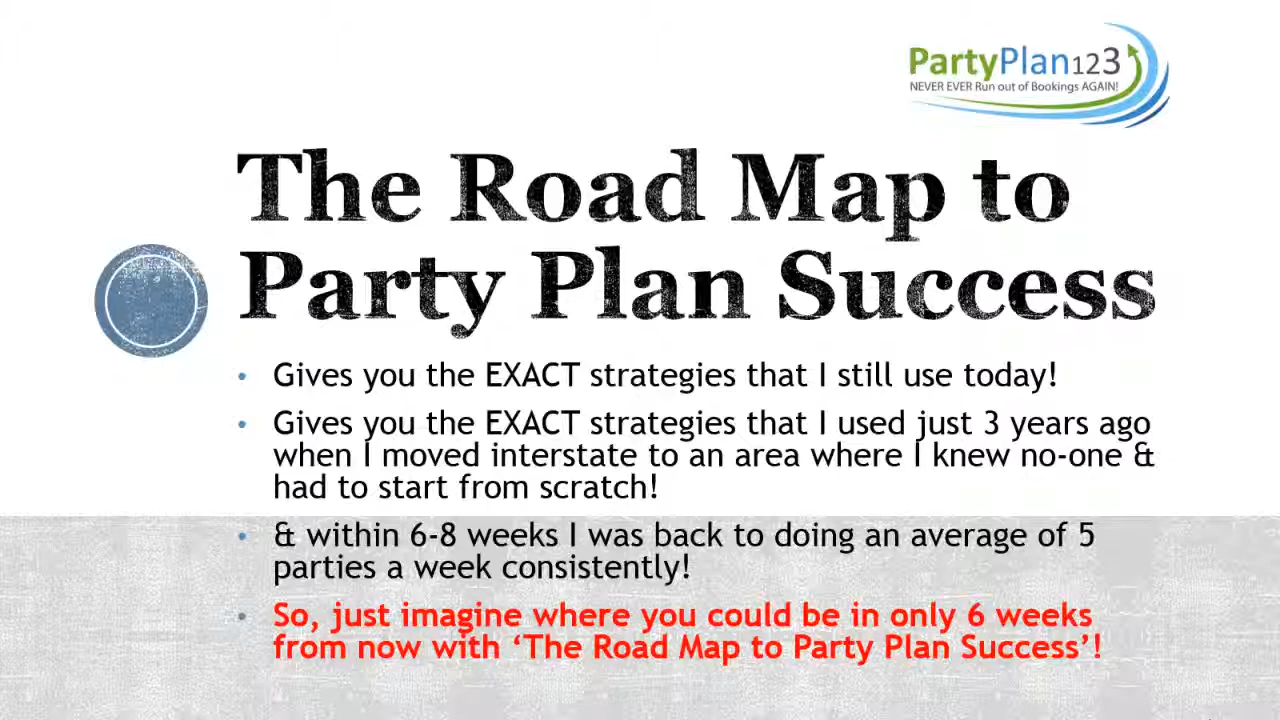 PartyPlan123
NEVER EVER Run out of Bookings AGAIN!
The Road Map to
Party Plan Success
• Gives you the EXACT strategies that I still use today!
• Gives you the EXACT strategies that I used just 3 years ago
when I moved interstate to an area where I knew no-one &
had to start from scratch!
• & within 6-8 weeks I was back to doing an average of 5
parties a week consistently!
• So, just imagine where you could be in only 6 weeks
from now with ‘The Road Map to Party Plan Success’!